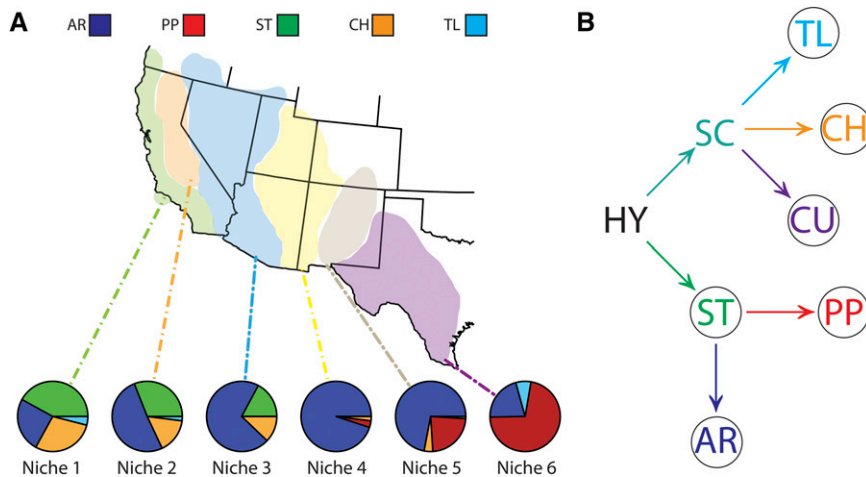 A
AR PP ST CH TL
Niche 1 Niche 2 Niche 3 Niche 4 Niche 5 Niche 6
B
TL
SC
CH
HY
CU
ST
PP
AR